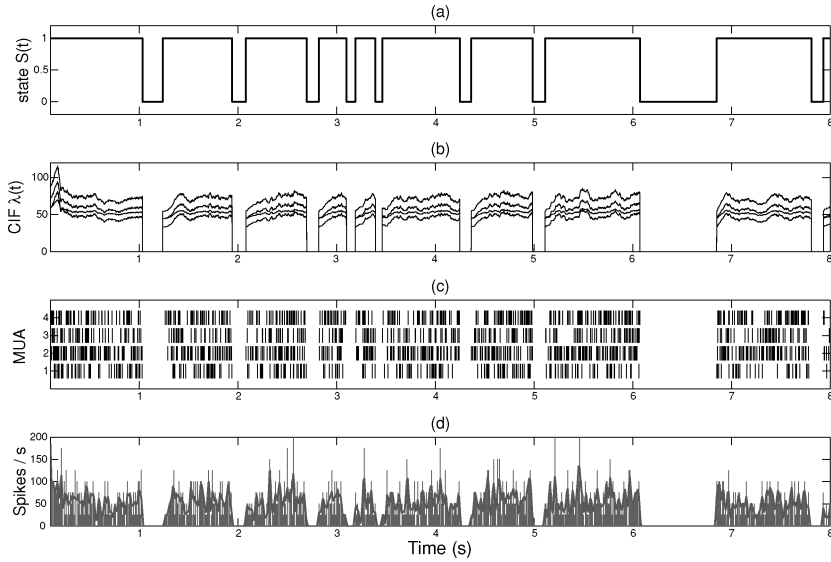 (a)
state S(t)
1
0.5
0
1 2 3 4 5 6 7 8
(b)
CIF λ(t)
100
50
0
1 2 3 4 5 6 7 8
(c)
MUA
4
3
2
1
1 2 3 4 5 6 7 8
(d)
Spikes / s
200
150
100
50
0
1 2 3 4 5 6 7 8
Time (s)